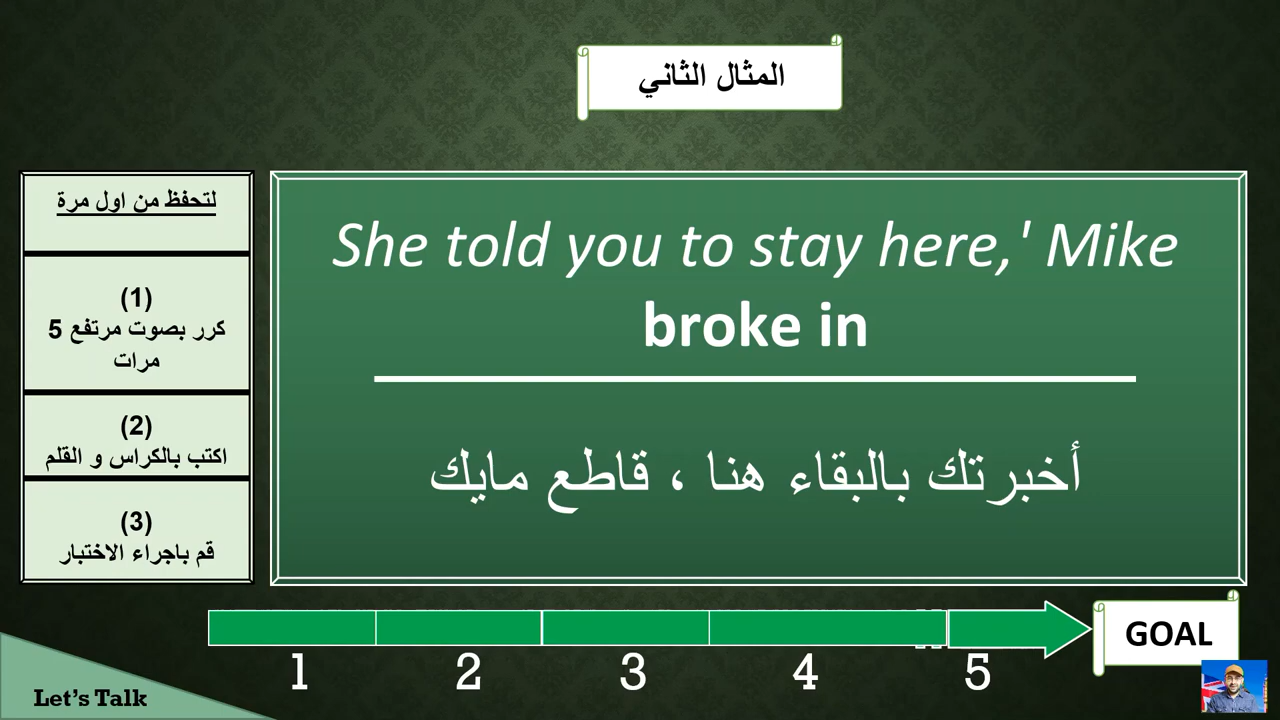 المثال الثاني
لتحفظ من اول مرة
(1)
كرر بصوت مرتفع 5
مرات
(2)
اكتب بالكراس و القلم
(3)
قم باجراء الاختبار
She told you to stay here,' Mike
broke in
أخبرتك بالبقاء هنا ، قاطع مايك
1 2 3 4 5
GOAL
Let's Talk